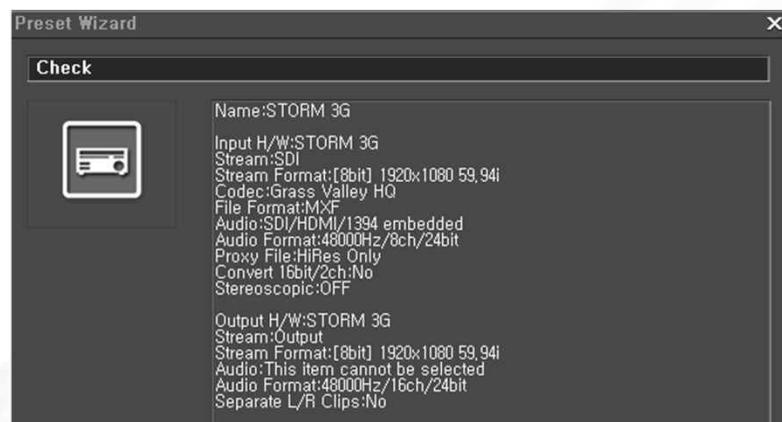 Preset Wizard
Check
Name:STORM 3G
Input H/W:STORM 3G
Stream:SDI
Stream Format:[8bit] 1920x1080 59,94i
Codec:Grass Valley HQ
File Format:MXF
Audio:SDI/HDMI/1394 embedded
Audio Format:48000Hz/8ch/24bit
Proxy File:HiRes Only
Convert 16bit/2ch:No
Stereoscopic:OFF
Output H/W:STORM 3G
Stream:Output
Stream Format:[8bit] 1920x1080 59,94i
Audio:This item cannot be selected
Audio Format:48000Hz/16ch/24bit
Separate L/R Clips:No